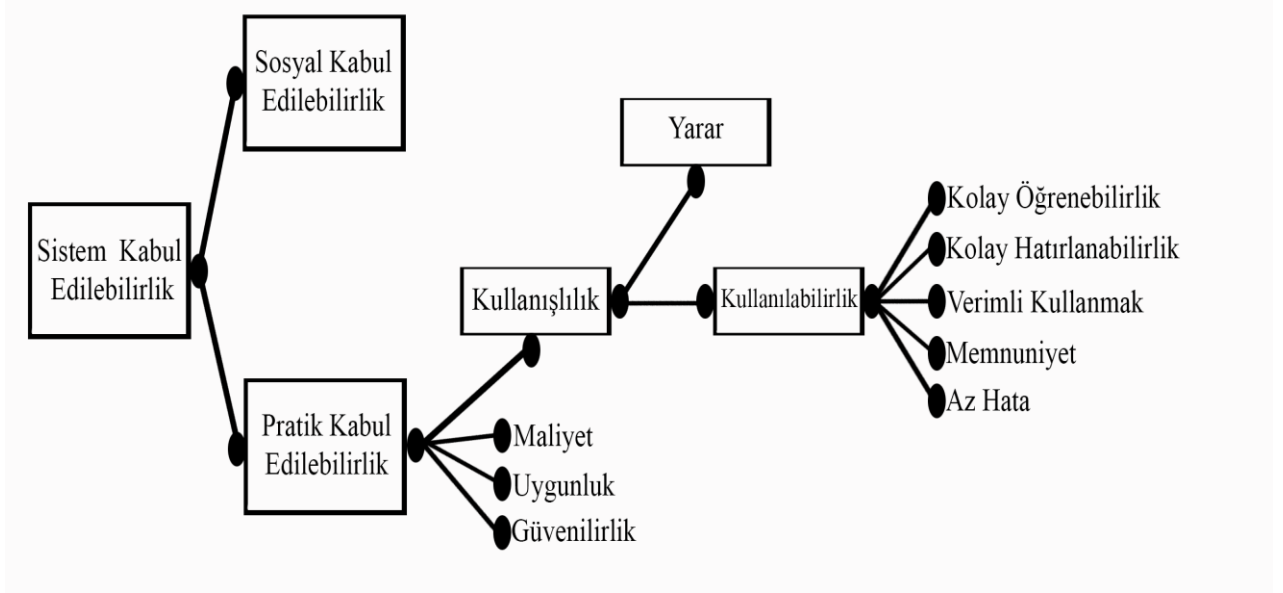 Sosyal Kabul
Edilebilirlik
Yarar
Sistem Kabul
Edilebilirlik
Kullanışlılık
Kullanılabilirlik
Kolay Öğrenebilirlik
Kolay Hatırlanabilirlik
Verimli Kullanmak
Memnuniyet
Az Hata
Pratik Kabul
Edilebilirlik
Maliyet
Uygunluk
Güvenilirlik